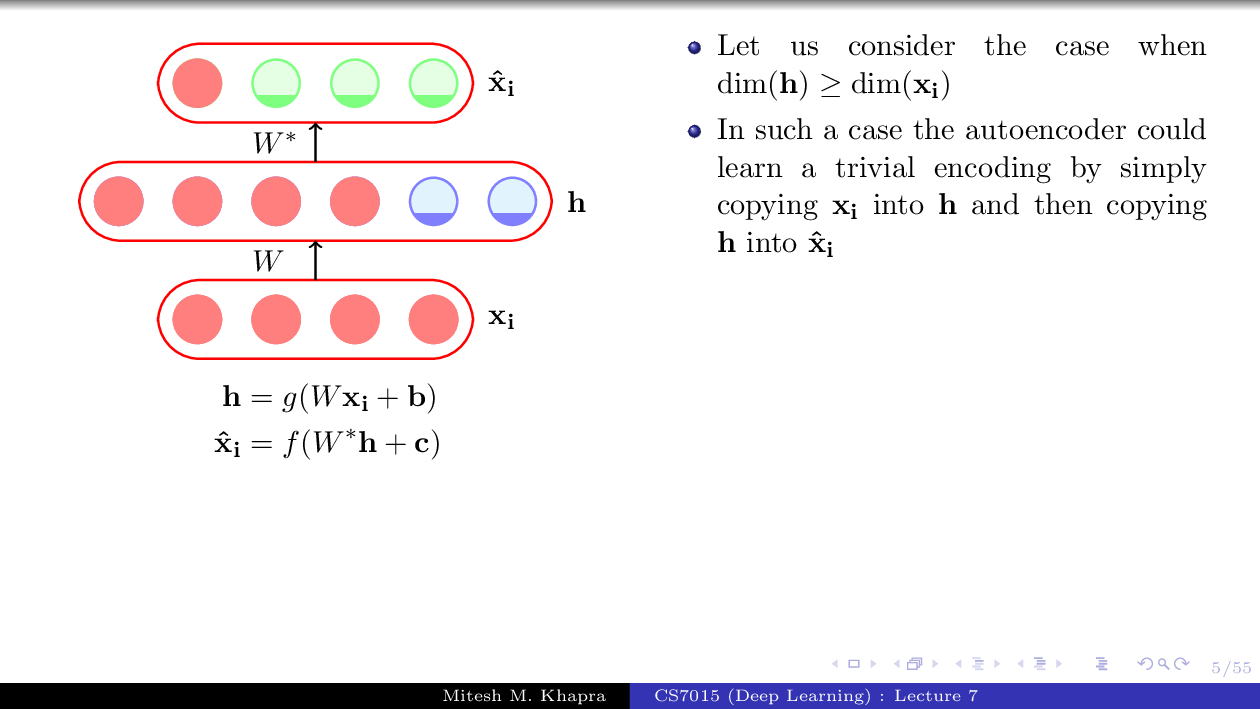 x̂ᵢ
W*
h
W
xᵢ
h = g(Wxᵢ + b)
x̂ᵢ = f(W*h + c)
Let us consider the case when
dim(h) ≥ dim(xᵢ)
In such a case the autoencoder could
learn a trivial encoding by simply
copying xᵢ into h and then copying
h into x̂ᵢ
5/55
Mitesh M. Khapra
CS7015 (Deep Learning) : Lecture 7